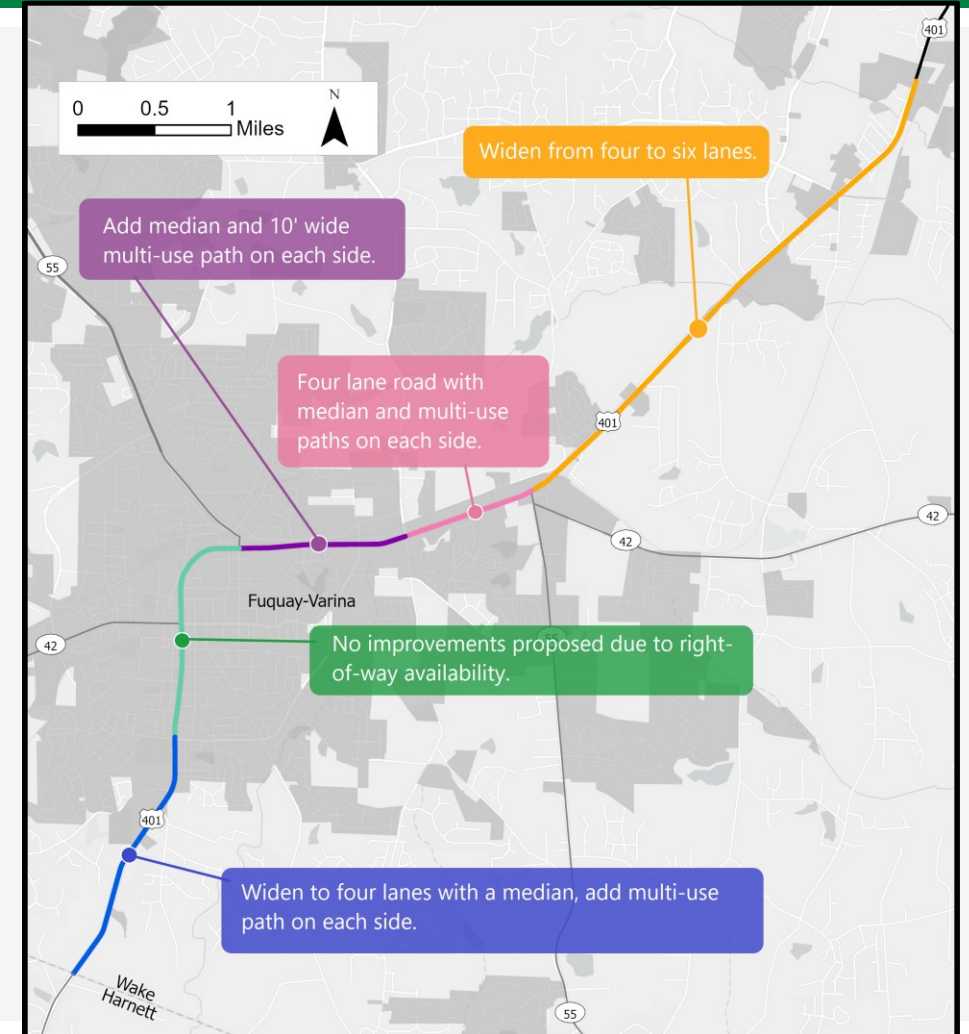 401
0 0.5 1
Miles
N
Widen from four to six lanes.
Add median and 10' wide
multi-use path on each side.
55
Four lane road with
median and multi-use
paths on each side.
401
42
42
Fuquay-Varina
42
No improvements proposed due to right-
of-way availability.
55
401
Widen to four lanes with a median, add multi-use
path on each side.
Wake
Harnett
55